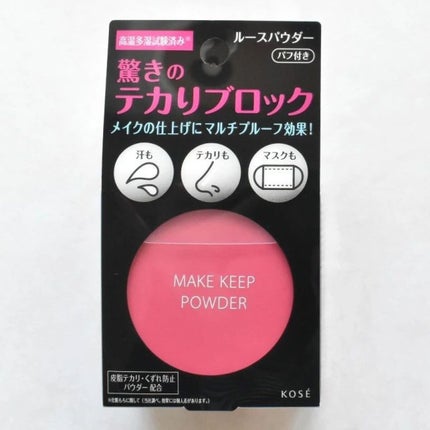 高温多湿試験済み※
ルースパウダー
パフ付き
驚きの
テカりブロック
メイクの仕上げにマルチプルーフ効果!
汗も
テカリも
マスクも
MAKE KEEP
POWDER
皮脂テカリ・くずれ防止
パウダー 配合
KOSÉ